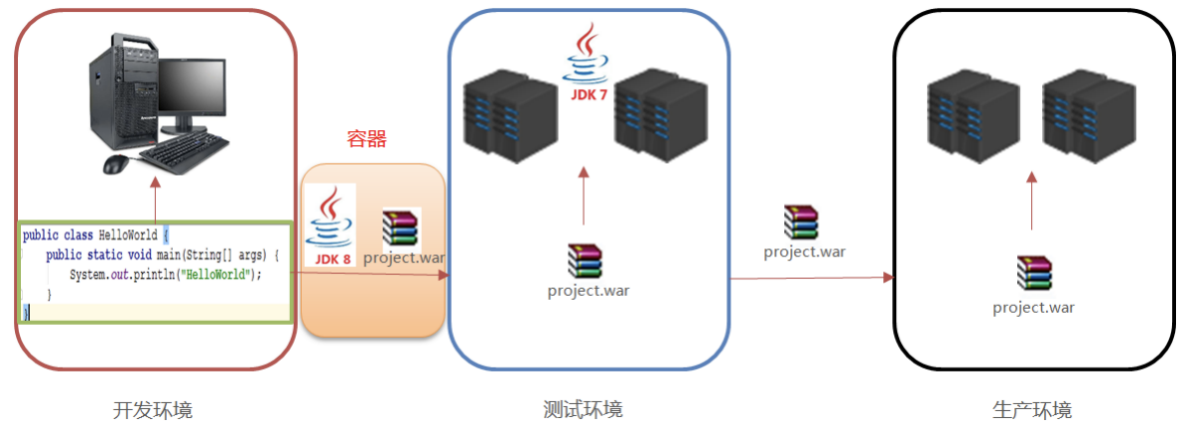 JDK 7
容器
public class HelloWorld {
public static void main(String[] args) {
System.out.println("HelloWorld");
}
}
JDK 8
project.war
project.war
project.war
project.war
开发环境
测试环境
生产环境